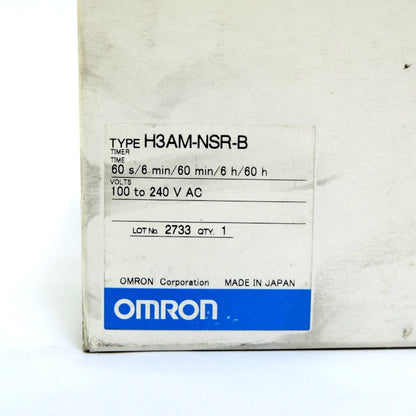 TYPE H3AM-NSR-B
TIMER
TIME
60 s/6 min/60 min/6 h/60 h
VOLTS
100 to 240 V AC
LOT No. 2733 QTY. 1
OMRON Corporation MADE IN JAPAN
OMRON